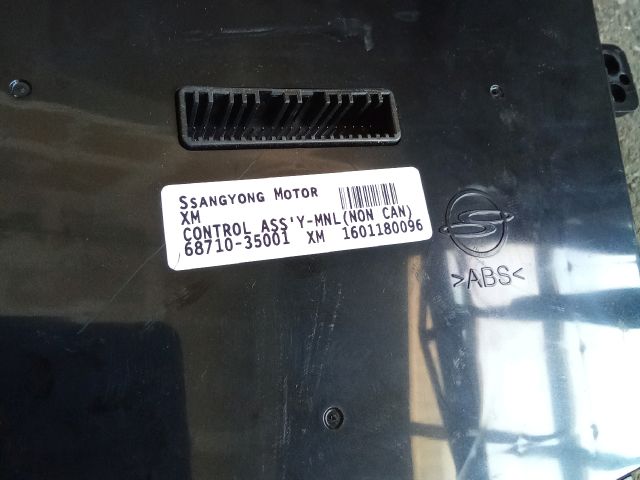 SSANGYONG MOTOR
XM
CONTROL ASS'Y-MNL(NON CAN)
68710-35001 XM 1601180096
>ABS<